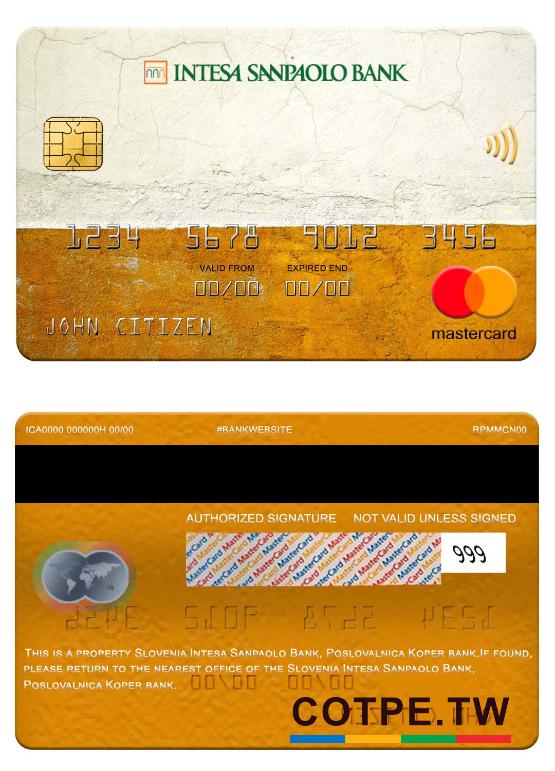 INTESA SANPAOLO BANK
1234 5678 9012 3456
VALID FROM EXPIRED END
00/00 00/00
JOHN CITIZEN
mastercard
ICA0000 000000H 00/00 #BANKWEBSITE RPMMCN00
AUTHORIZED SIGNATURE NOT VALID UNLESS SIGNED
MasterCard MasterCard MasterCard
999
THIS IS A PROPERTY SLOVENIA INTESA SANPAOLO BANK, POSLOVALNICA KOPER BANK.IF FOUND,
PLEASE RETURN TO THE NEAREST OFFICE OF THE SLOVENIA INTESA SANPAOLO BANK,
POSLOVALNICA KOPER BANK.
COTPE.TW